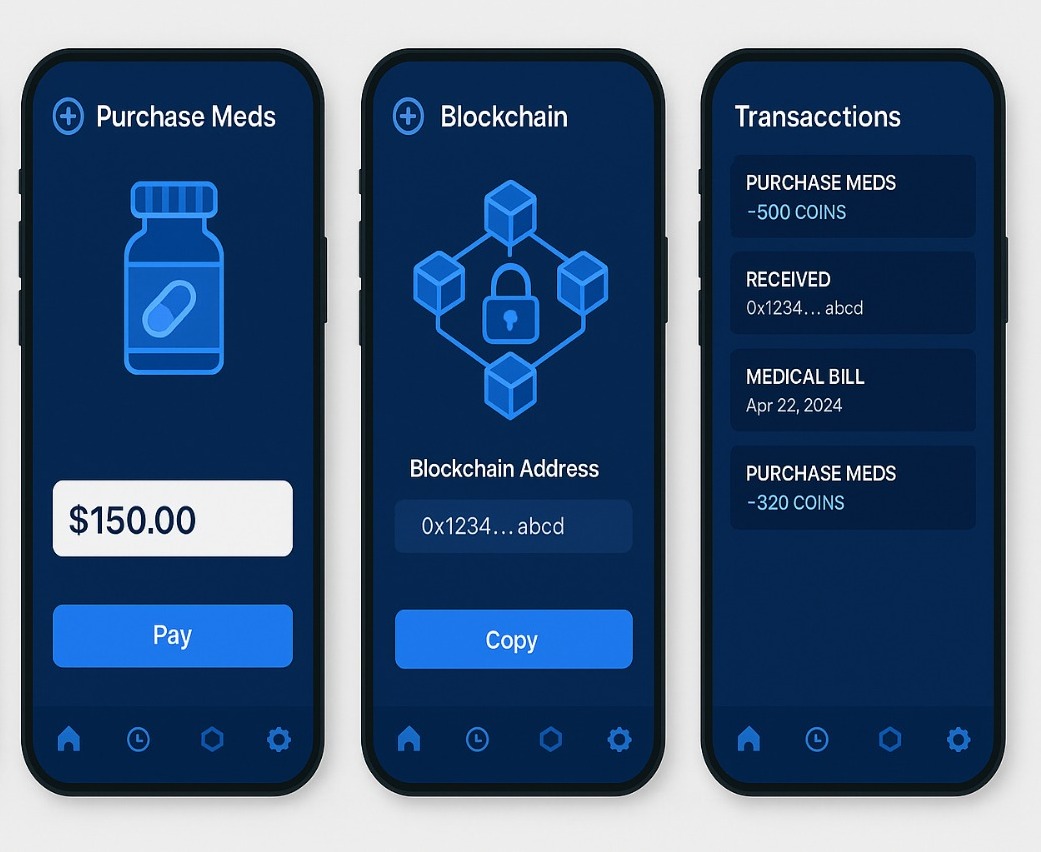 Purchase Meds
$150.00
Pay
Blockchain
Blockchain Address
0x1234...abcd
Copy
Transacctions
PURCHASE MEDS
-500 COINS
RECEIVED
0x1234... abcd
MEDICAL BILL
Apr 22, 2024
PURCHASE MEDS
-320 COINS